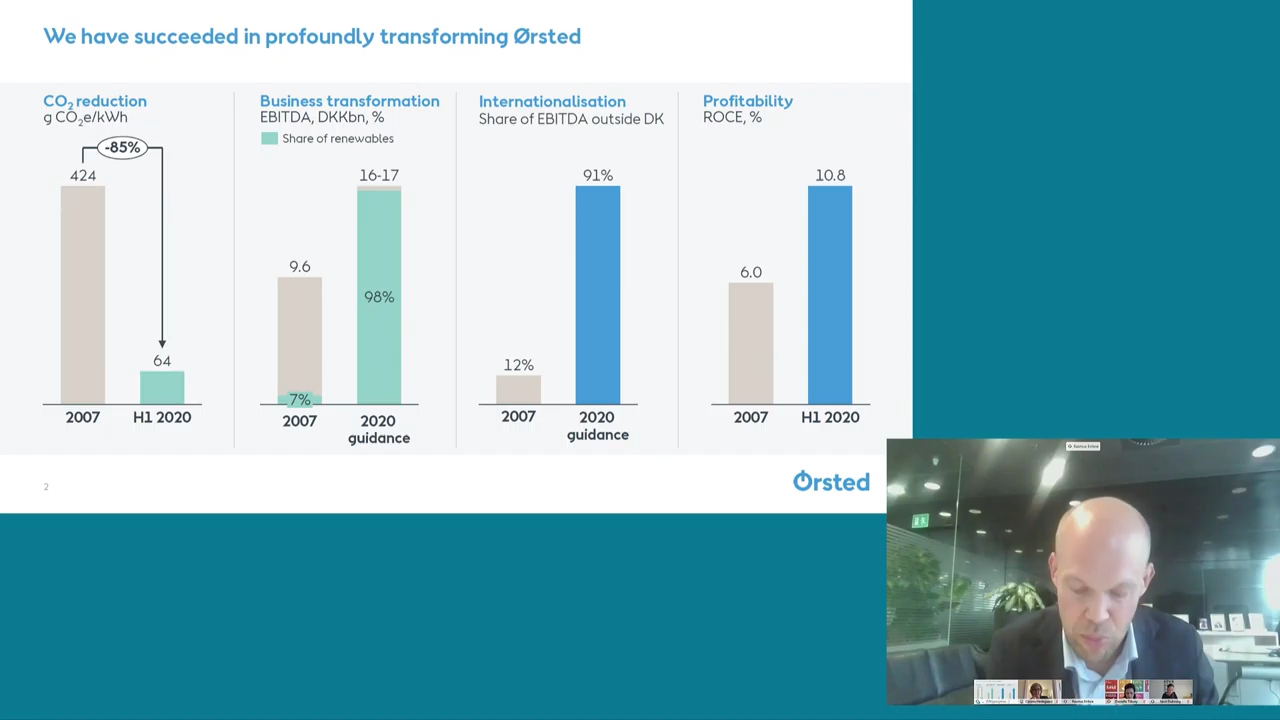 We have succeeded in profoundly transforming Ørsted
CO2 reduction
g CO2e/kWh
-85%
424
64
2007
H1 2020
Business transformation
EBITDA, DKKbn, %
Share of renewables
16-17
9.6
98%
7%
2007
2020
guidance
Internationalisation
Share of EBITDA outside DK
91%
12%
2007
2020
guidance
Profitability
ROCE, %
10.8
6.0
2007
H1 2020
2
Ørsted